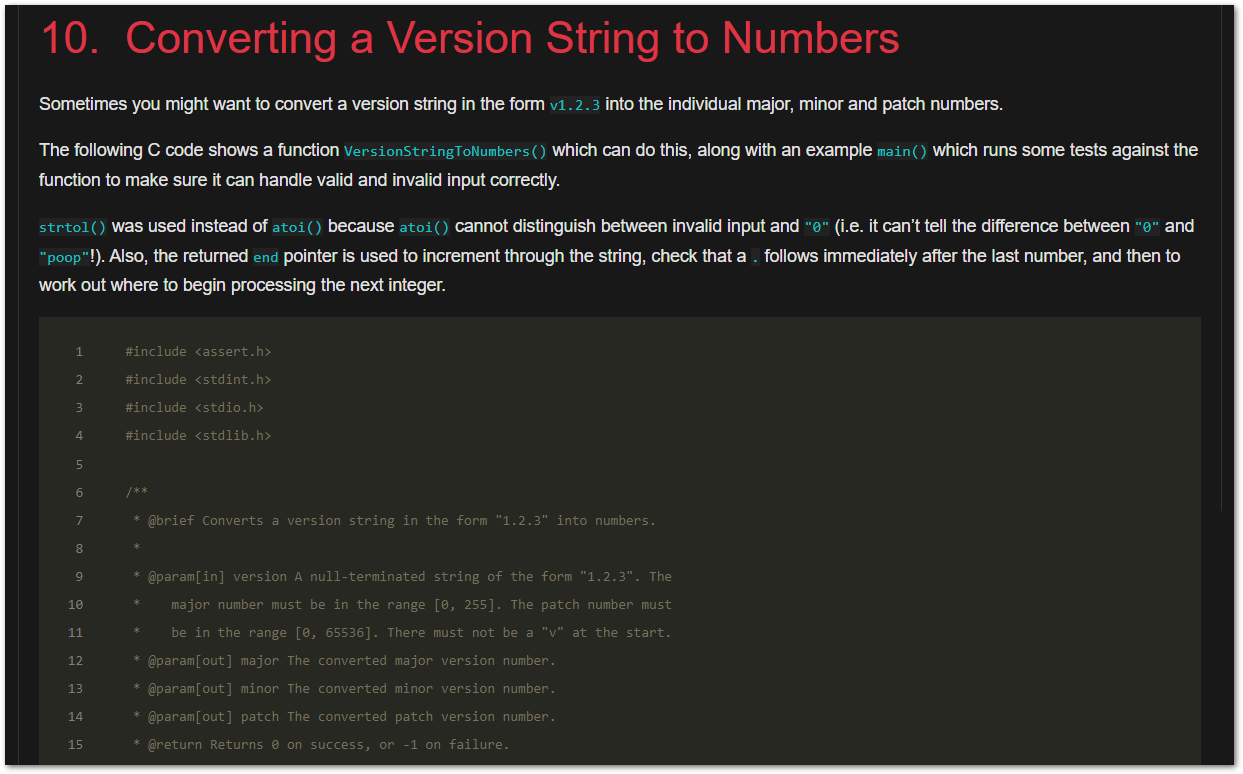 10. Converting a Version String to Numbers
Sometimes you might want to convert a version string in the form v1.2.3 into the individual major, minor and patch numbers.
The following C code shows a function VersionStringToNumbers() which can do this, along with an example main() which runs some tests against the
function to make sure it can handle valid and invalid input correctly.
strtol() was used instead of atoi() because atoi() cannot distinguish between invalid input and "0" (i.e. it can’t tell the difference between "0" and
"poop"!). Also, the returned end pointer is used to increment through the string, check that a . follows immediately after the last number, and then to
work out where to begin processing the next integer.
1 #include <assert.h>
2 #include <stdint.h>
3 #include <stdio.h>
4 #include <stdlib.h>
5
6 /**
7 * @brief Converts a version string in the form "1.2.3" into numbers.
8 *
9 * @param[in] version A null-terminated string of the form "1.2.3". The
10 * major number must be in the range [0, 255]. The patch number must
11 * be in the range [0, 65536]. There must not be a "v" at the start.
12 * @param[out] major The converted major version number.
13 * @param[out] minor The converted minor version number.
14 * @param[out] patch The converted patch version number.
15 * @return Returns 0 on success, or -1 on failure.